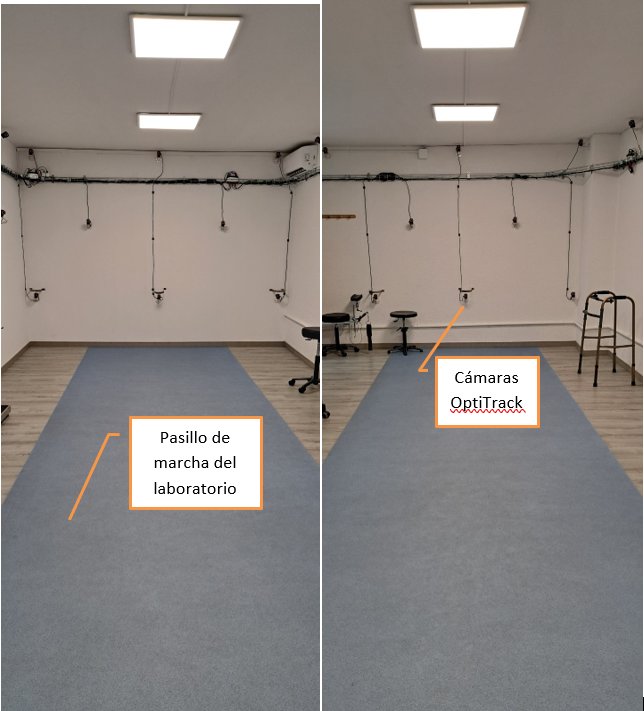 Pasillo de
marcha del
laboratorio
Cámaras
OptiTrack